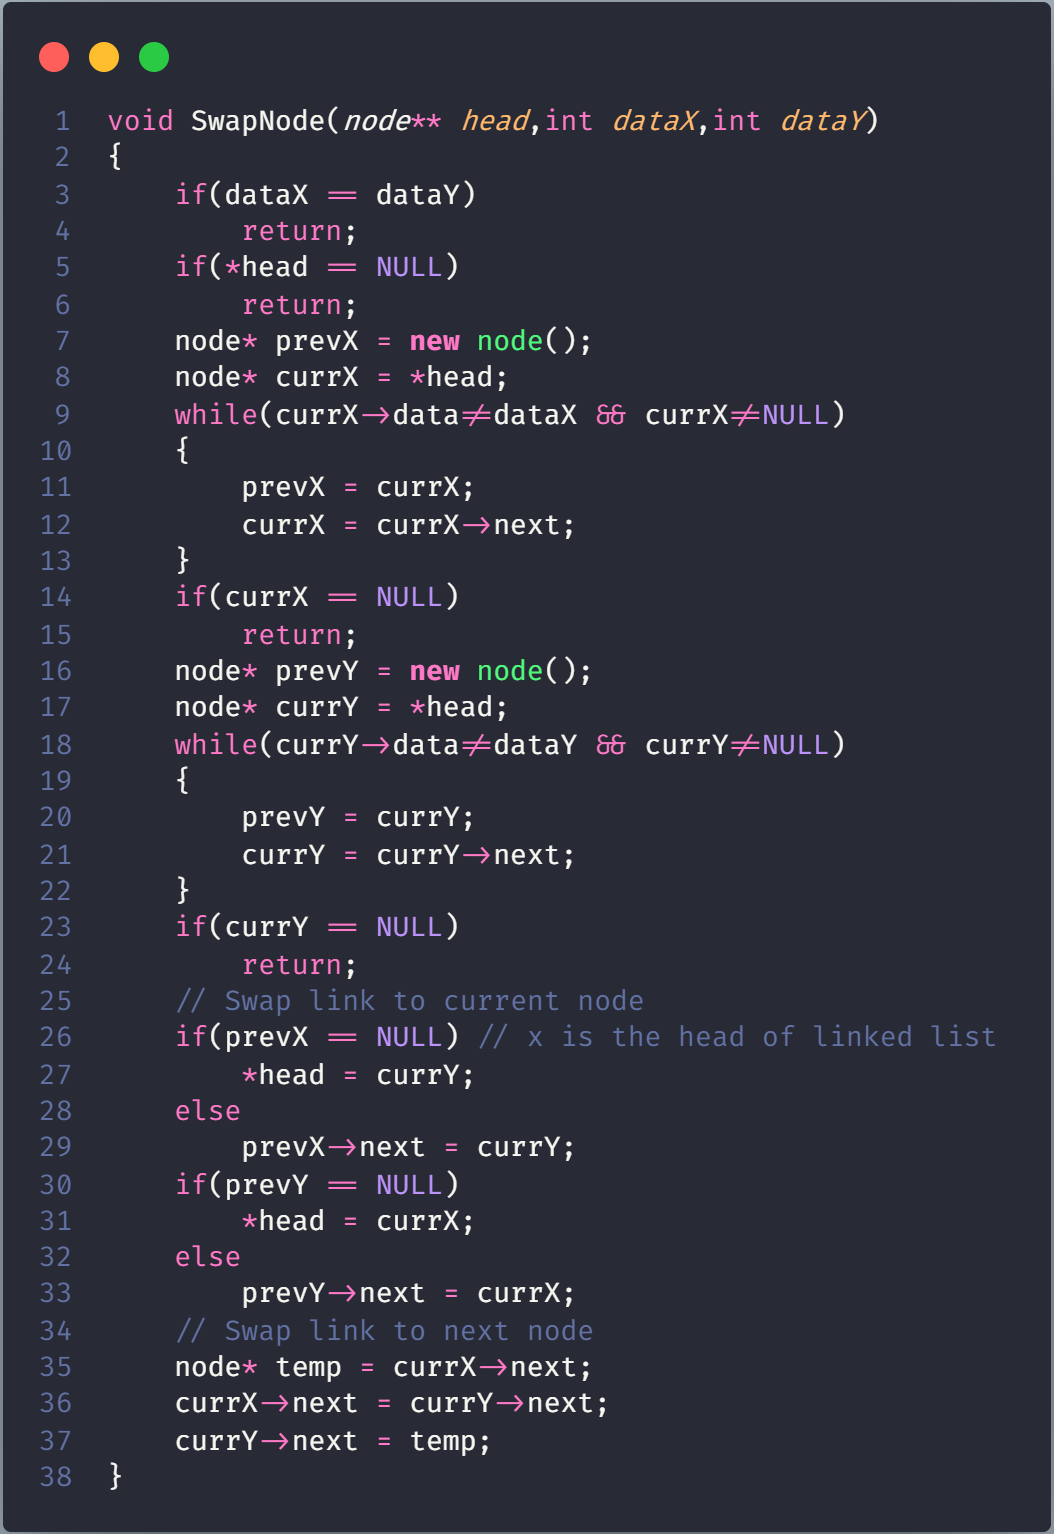 1 void SwapNode(node** head,int dataX,int dataY)
2 {
3     if(dataX == dataY)
4         return;
5     if(*head == NULL)
6         return;
7     node* prevX = new node();
8     node* currX = *head;
9     while(currX->data!=dataX && currX!=NULL)
10     {
11         prevX = currX;
12         currX = currX->next;
13     }
14     if(currX == NULL)
15         return;
16     node* prevY = new node();
17     node* currY = *head;
18     while(currY->data!=dataY && currY!=NULL)
19     {
20         prevY = currY;
21         currY = currY->next;
22     }
23     if(currY == NULL)
24         return;
25     // Swap link to current node
26     if(prevX == NULL) // x is the head of linked list
27         *head = currY;
28     else
29         prevX->next = currY;
30     if(prevY == NULL)
31         *head = currX;
32     else
33         prevY->next = currX;
34     // Swap link to next node
35     node* temp = currX->next;
36     currX->next = currY->next;
37     currY->next = temp;
38 }